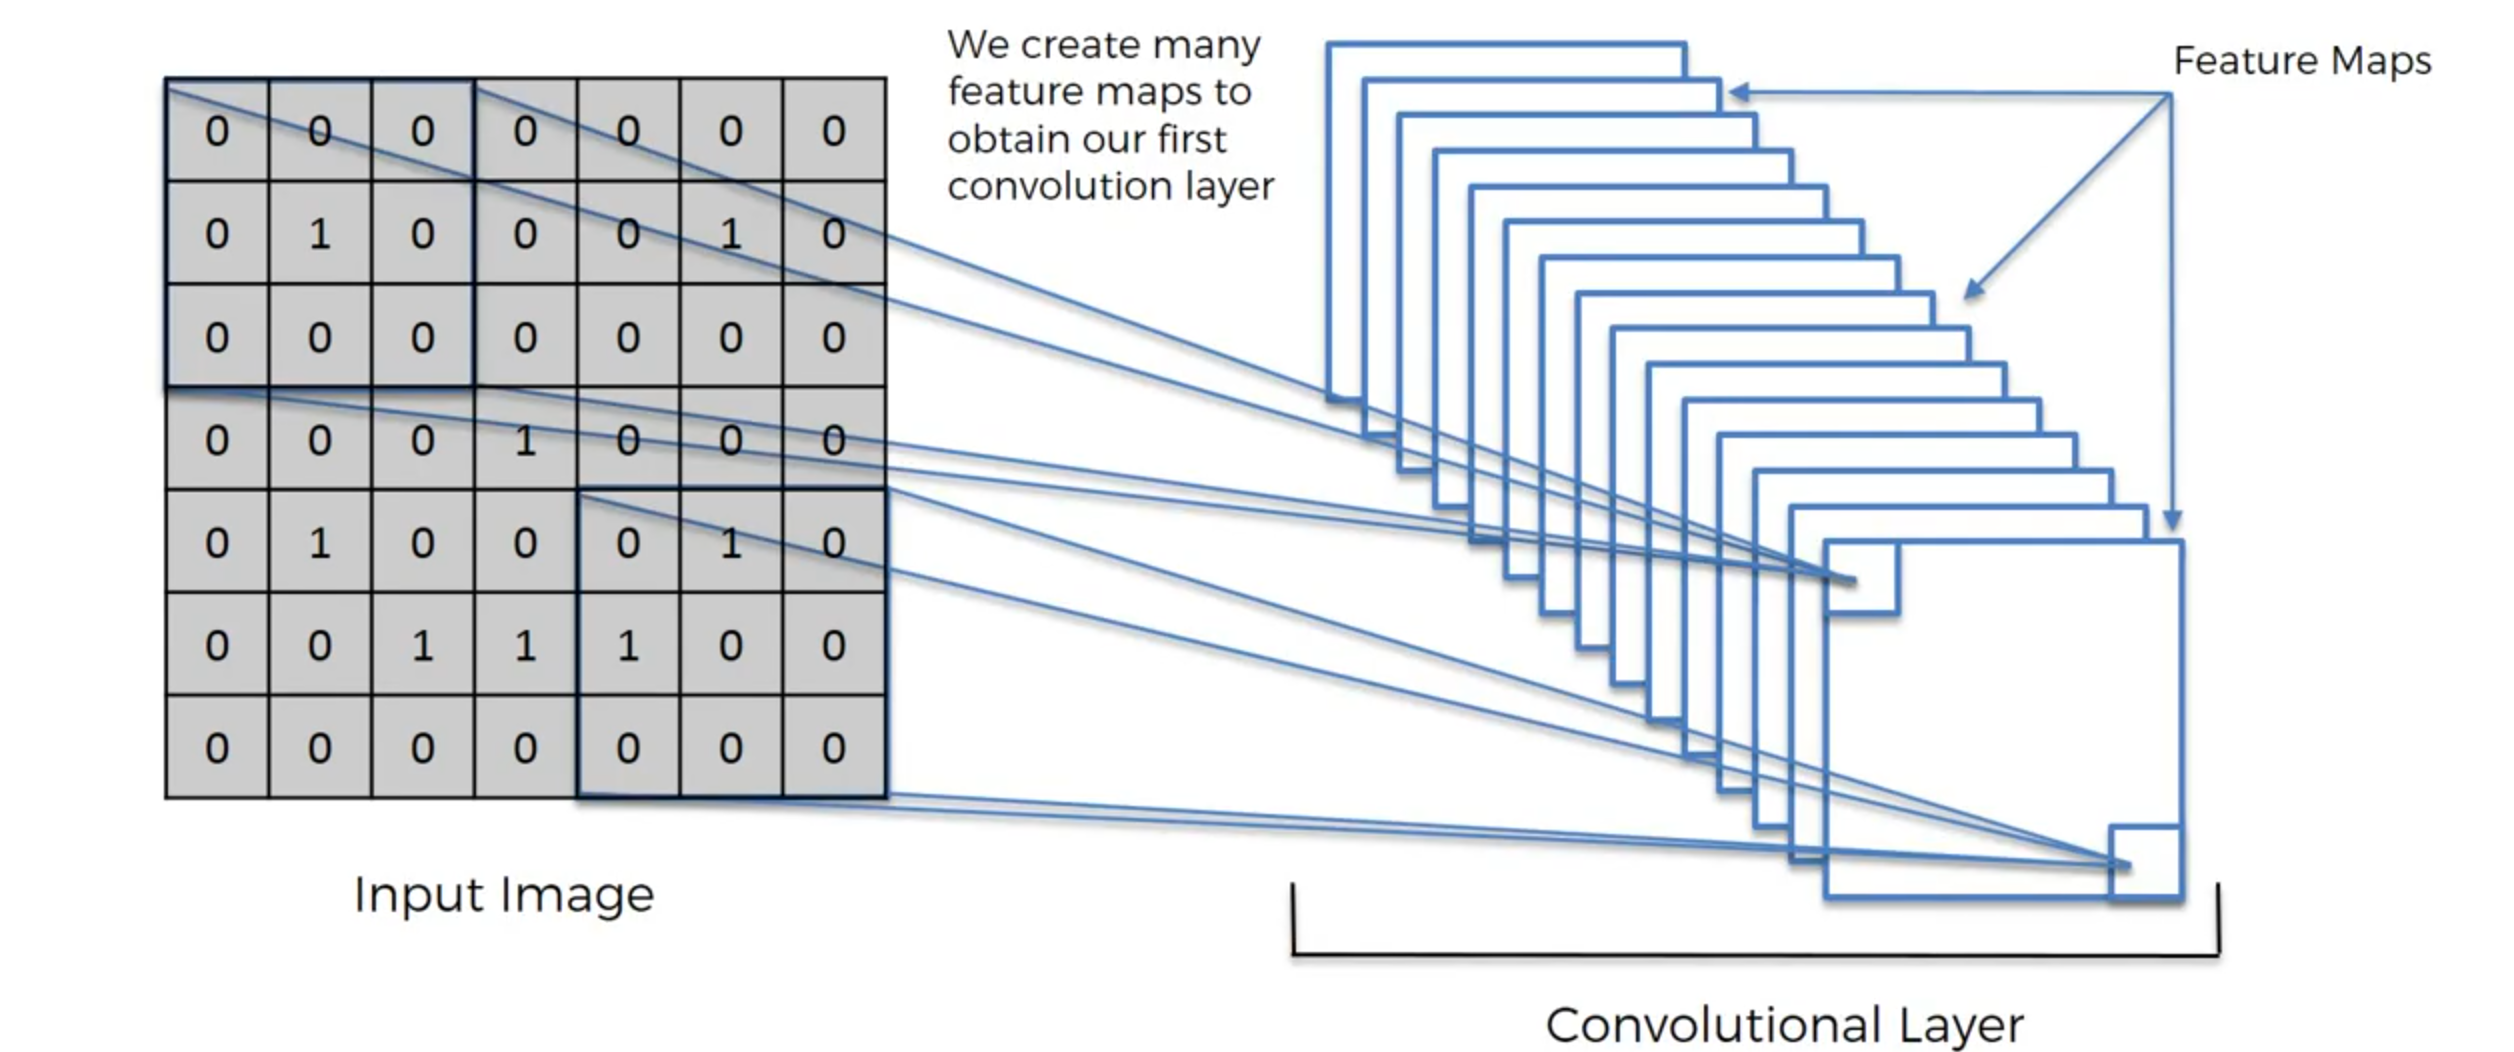 We create many
feature maps to
obtain our first
convolution layer
Feature Maps
0 0 0 0 0 0 0
0 1 0 0 0 1 0
0 0 0 0 0 0 0
0 0 0 1 0 0 0
0 1 0 0 0 1 0
0 0 1 1 1 0 0
0 0 0 0 0 0 0
Input Image
Convolutional Layer